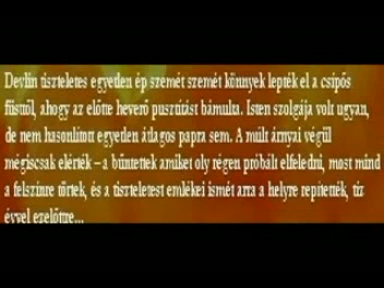 Devlin tiszteletes egyetlen ép szemét szemét könnyek lepték el a csípős
füsttől, ahogy az előtte heverő pusztítást bámulta. Isten szolgája volt ugyan,
de nem hasonlított egyetlen átlagos papra sem. A múlt árnyai végül
mégiscsak elérték – a bűntettek amiket oly régen próbált elfeledni, most mind
a felszínre törtek, és a tiszteletest emlékei ismét arra a helyre repítették, tíz
évvel ezelőttre...